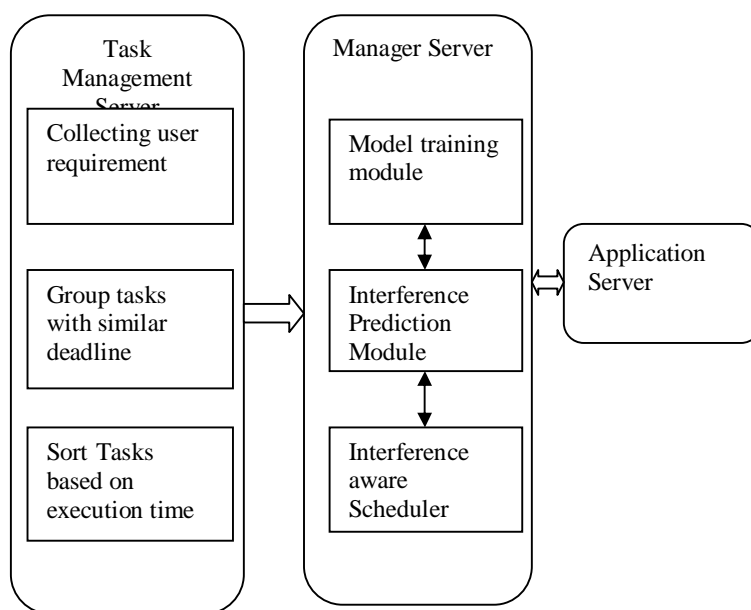 Task
Management
Server
Collecting user
requirement
Group tasks
with similar
deadline
Sort Tasks
based on
execution time
Manager Server
Model training
module
Interference
Prediction
Module
Interference
aware
Scheduler
Application
Server